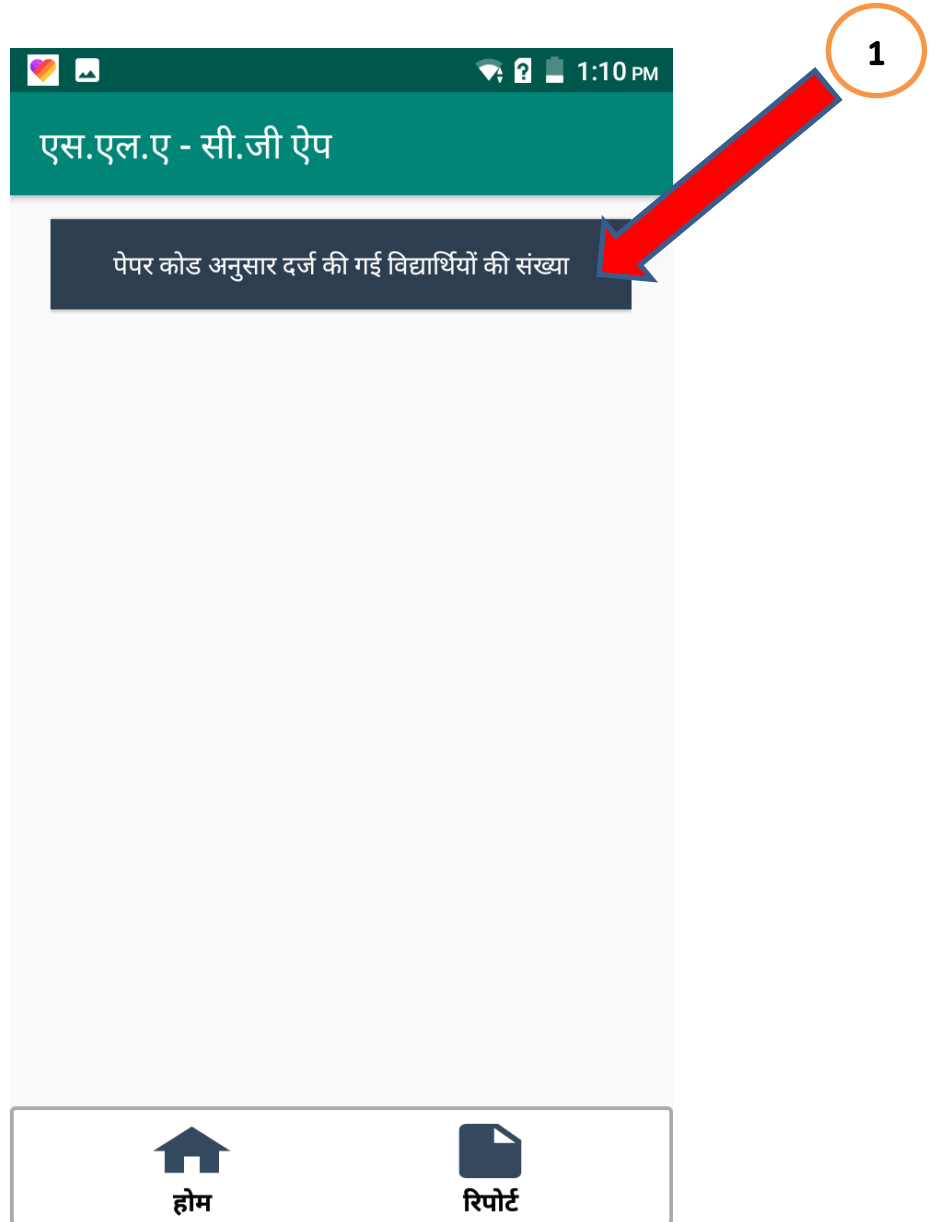 1
1:10 PM
एस.एल.ए - सी.जी ऐप
पेपर कोड अनुसार दर्ज की गई विद्यार्थियों की संख्या
होम
रिपोर्ट